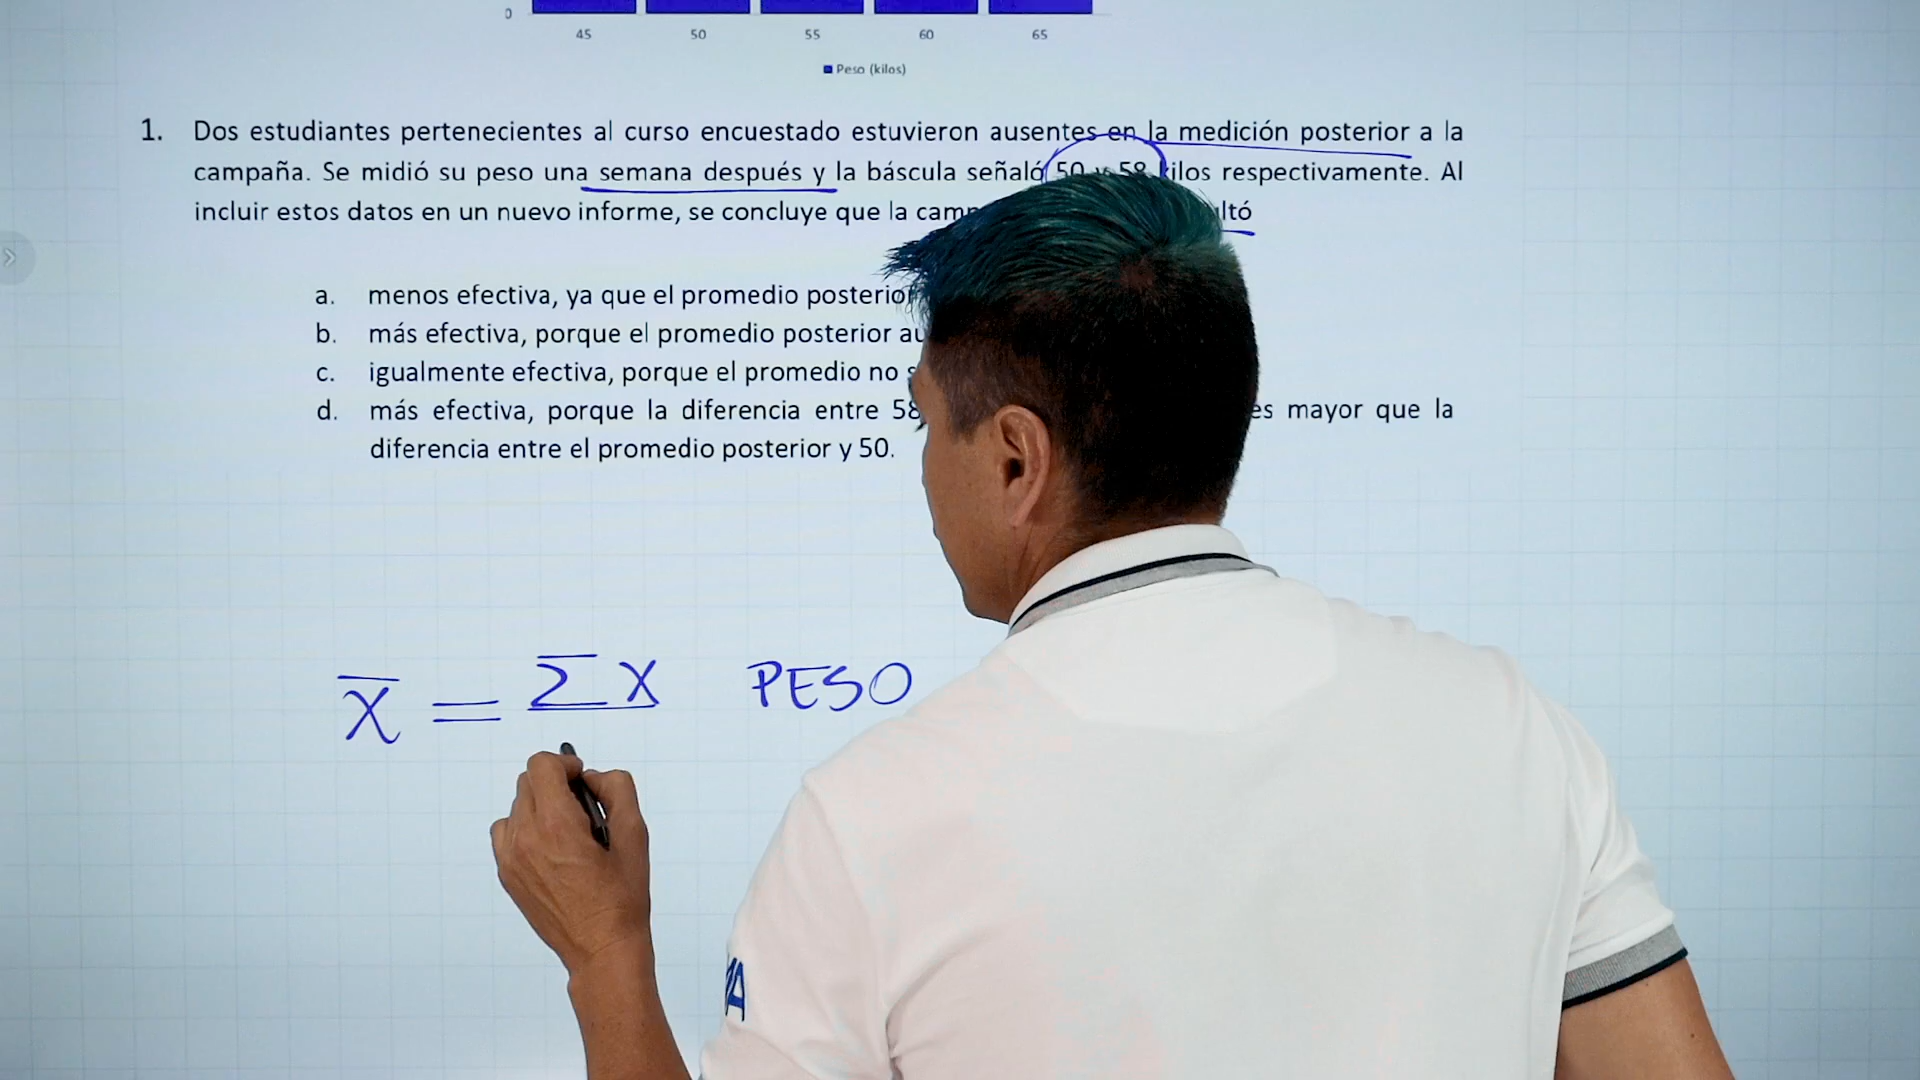 0
45 50 55 60 65
Peso (kilos)
1. Dos estudiantes pertenecientes al curso encuestado estuvieron ausentes en la medición posterior a la
campaña. Se midió su peso una semana después y la báscula señaló 50 y 58 kilos respectivamente. Al
incluir estos datos en un nuevo informe, se concluye que la
a. menos efectiva, ya que el promedio posterior
b. más efectiva, porque el promedio posterior
c. igualmente efectiva, porque el promedio no
d. más efectiva, porque la diferencia entre 58 es mayor que la
diferencia entre el promedio posterior y 50.
x̄ = Σ x PESO